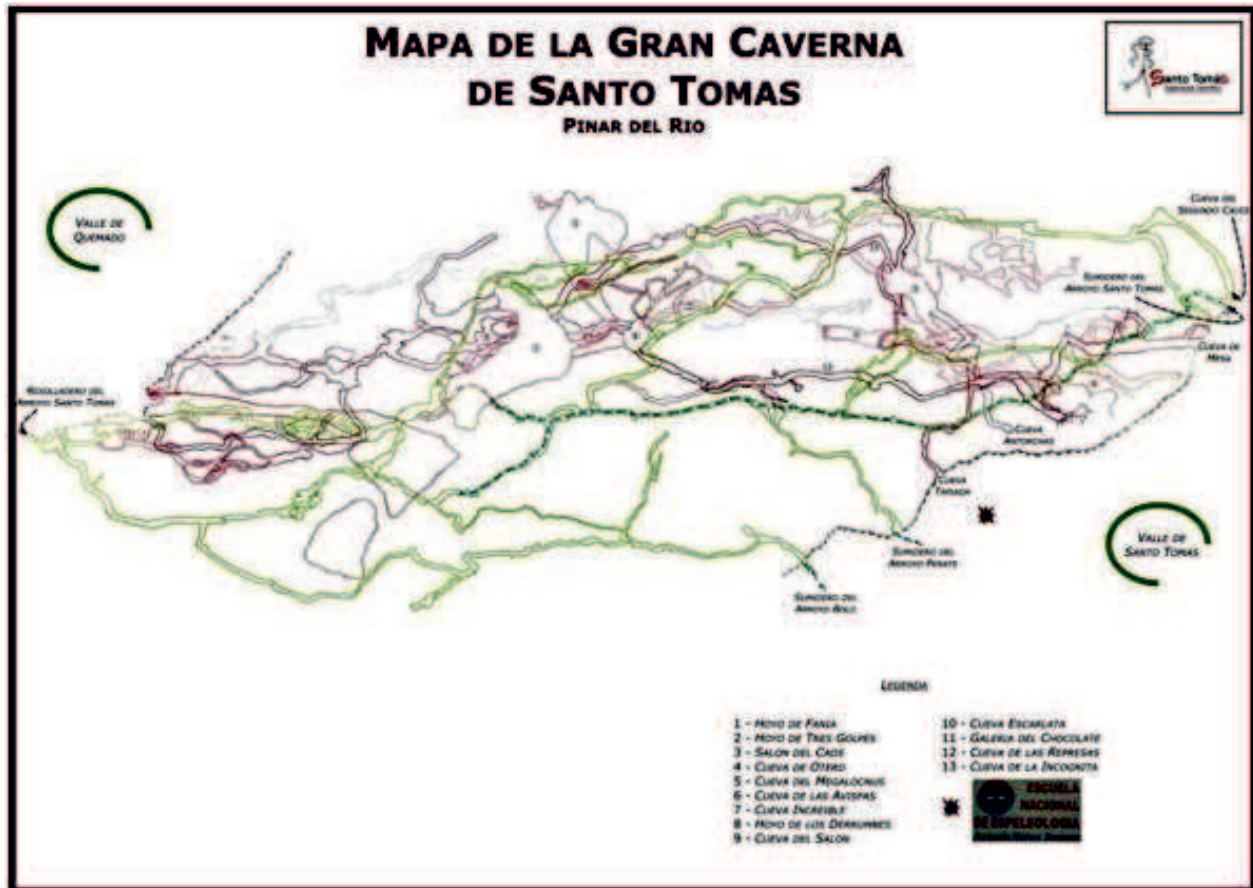 MAPA DE LA GRAN CAVERNA
DE SANTO TOMAS
PINAR DEL RIO
Santo Tomás
VALLE DE
QUEMADO
CUEVA DEL
SEGUNDO CAUCE
SUMIDERO DEL
ARROYO SANTO TOMAS
CUEVA DE
MESA
RESOLLADERO DEL
ARROYO SANTO TOMAS
CUEVA
ANTORCHAS
CUEVA
SUMIDERO DEL
ARROYO PEÑATE
VALLE DE
SANTO TOMAS
SUMIDERO DEL
ARROYO BOLO
LEGENDA
1 - HOYO DE FANIA
2 - HOYO DE TRES GOLPES
3 - SALON DEL CAOS
4 - CUEVA DE OTERO
5 - CUEVA DEL MEGALOCNUS
6 - CUEVA DE LAS AVISPAS
7 - CUEVA INCREIBLE
8 - HOYO DE LOS DERRUMBES
9 - CUEVA DEL SALON
10 - CUEVA ESCARLATA
11 - GALERIA DEL CHOCOLATE
12 - CUEVA DE LAS REPRESAS
13 - CUEVA DE LA INCOGNITA
ESCUELA
NACIONAL
DE ESPELEOLOGIA